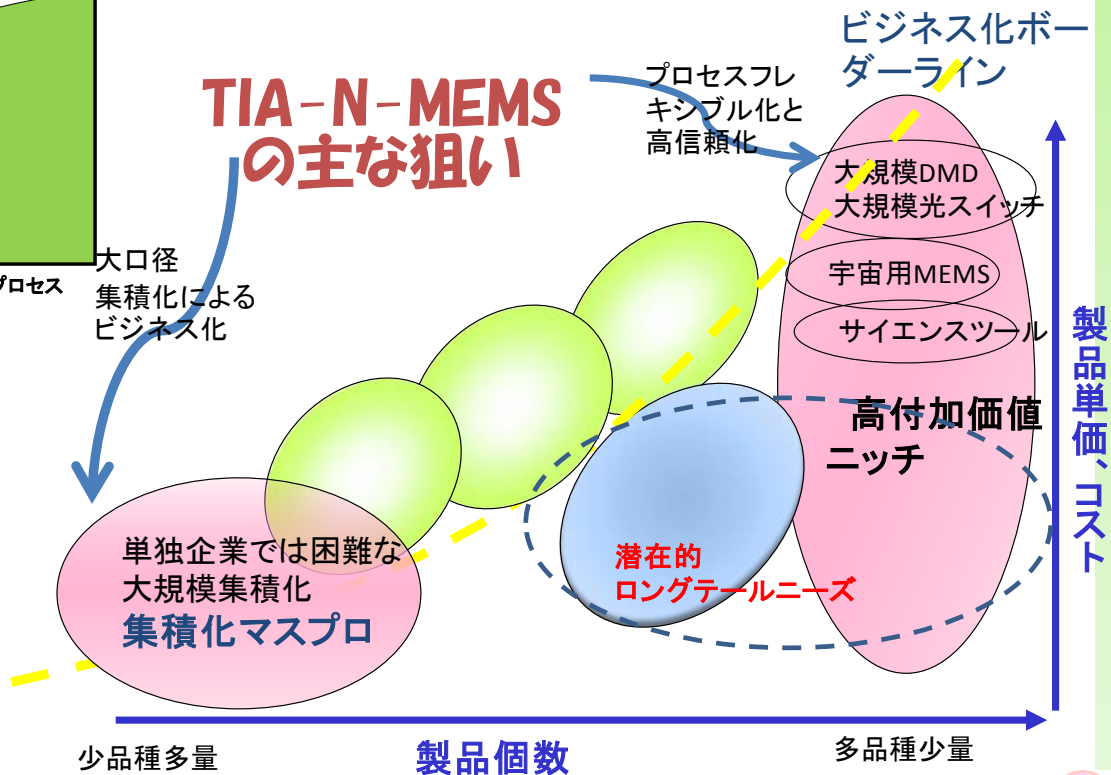 ビジネス化ボー
ダーライン
TIA-N-MEMS
の主な狙い
プロセスフレ
キシブル化と
高信頼化
大規模DMD
大規模光スイッチ
プロセス
大口径
集積化による
ビジネス化
宇宙用MEMS
サイエンスツール
製品単価、コスト
高付加価値
ニッチ
単独企業では困難な
大規模集積化
集積化マスプロ
潜在的
ロングテールニーズ
少品種多量
製品個数
多品種少量